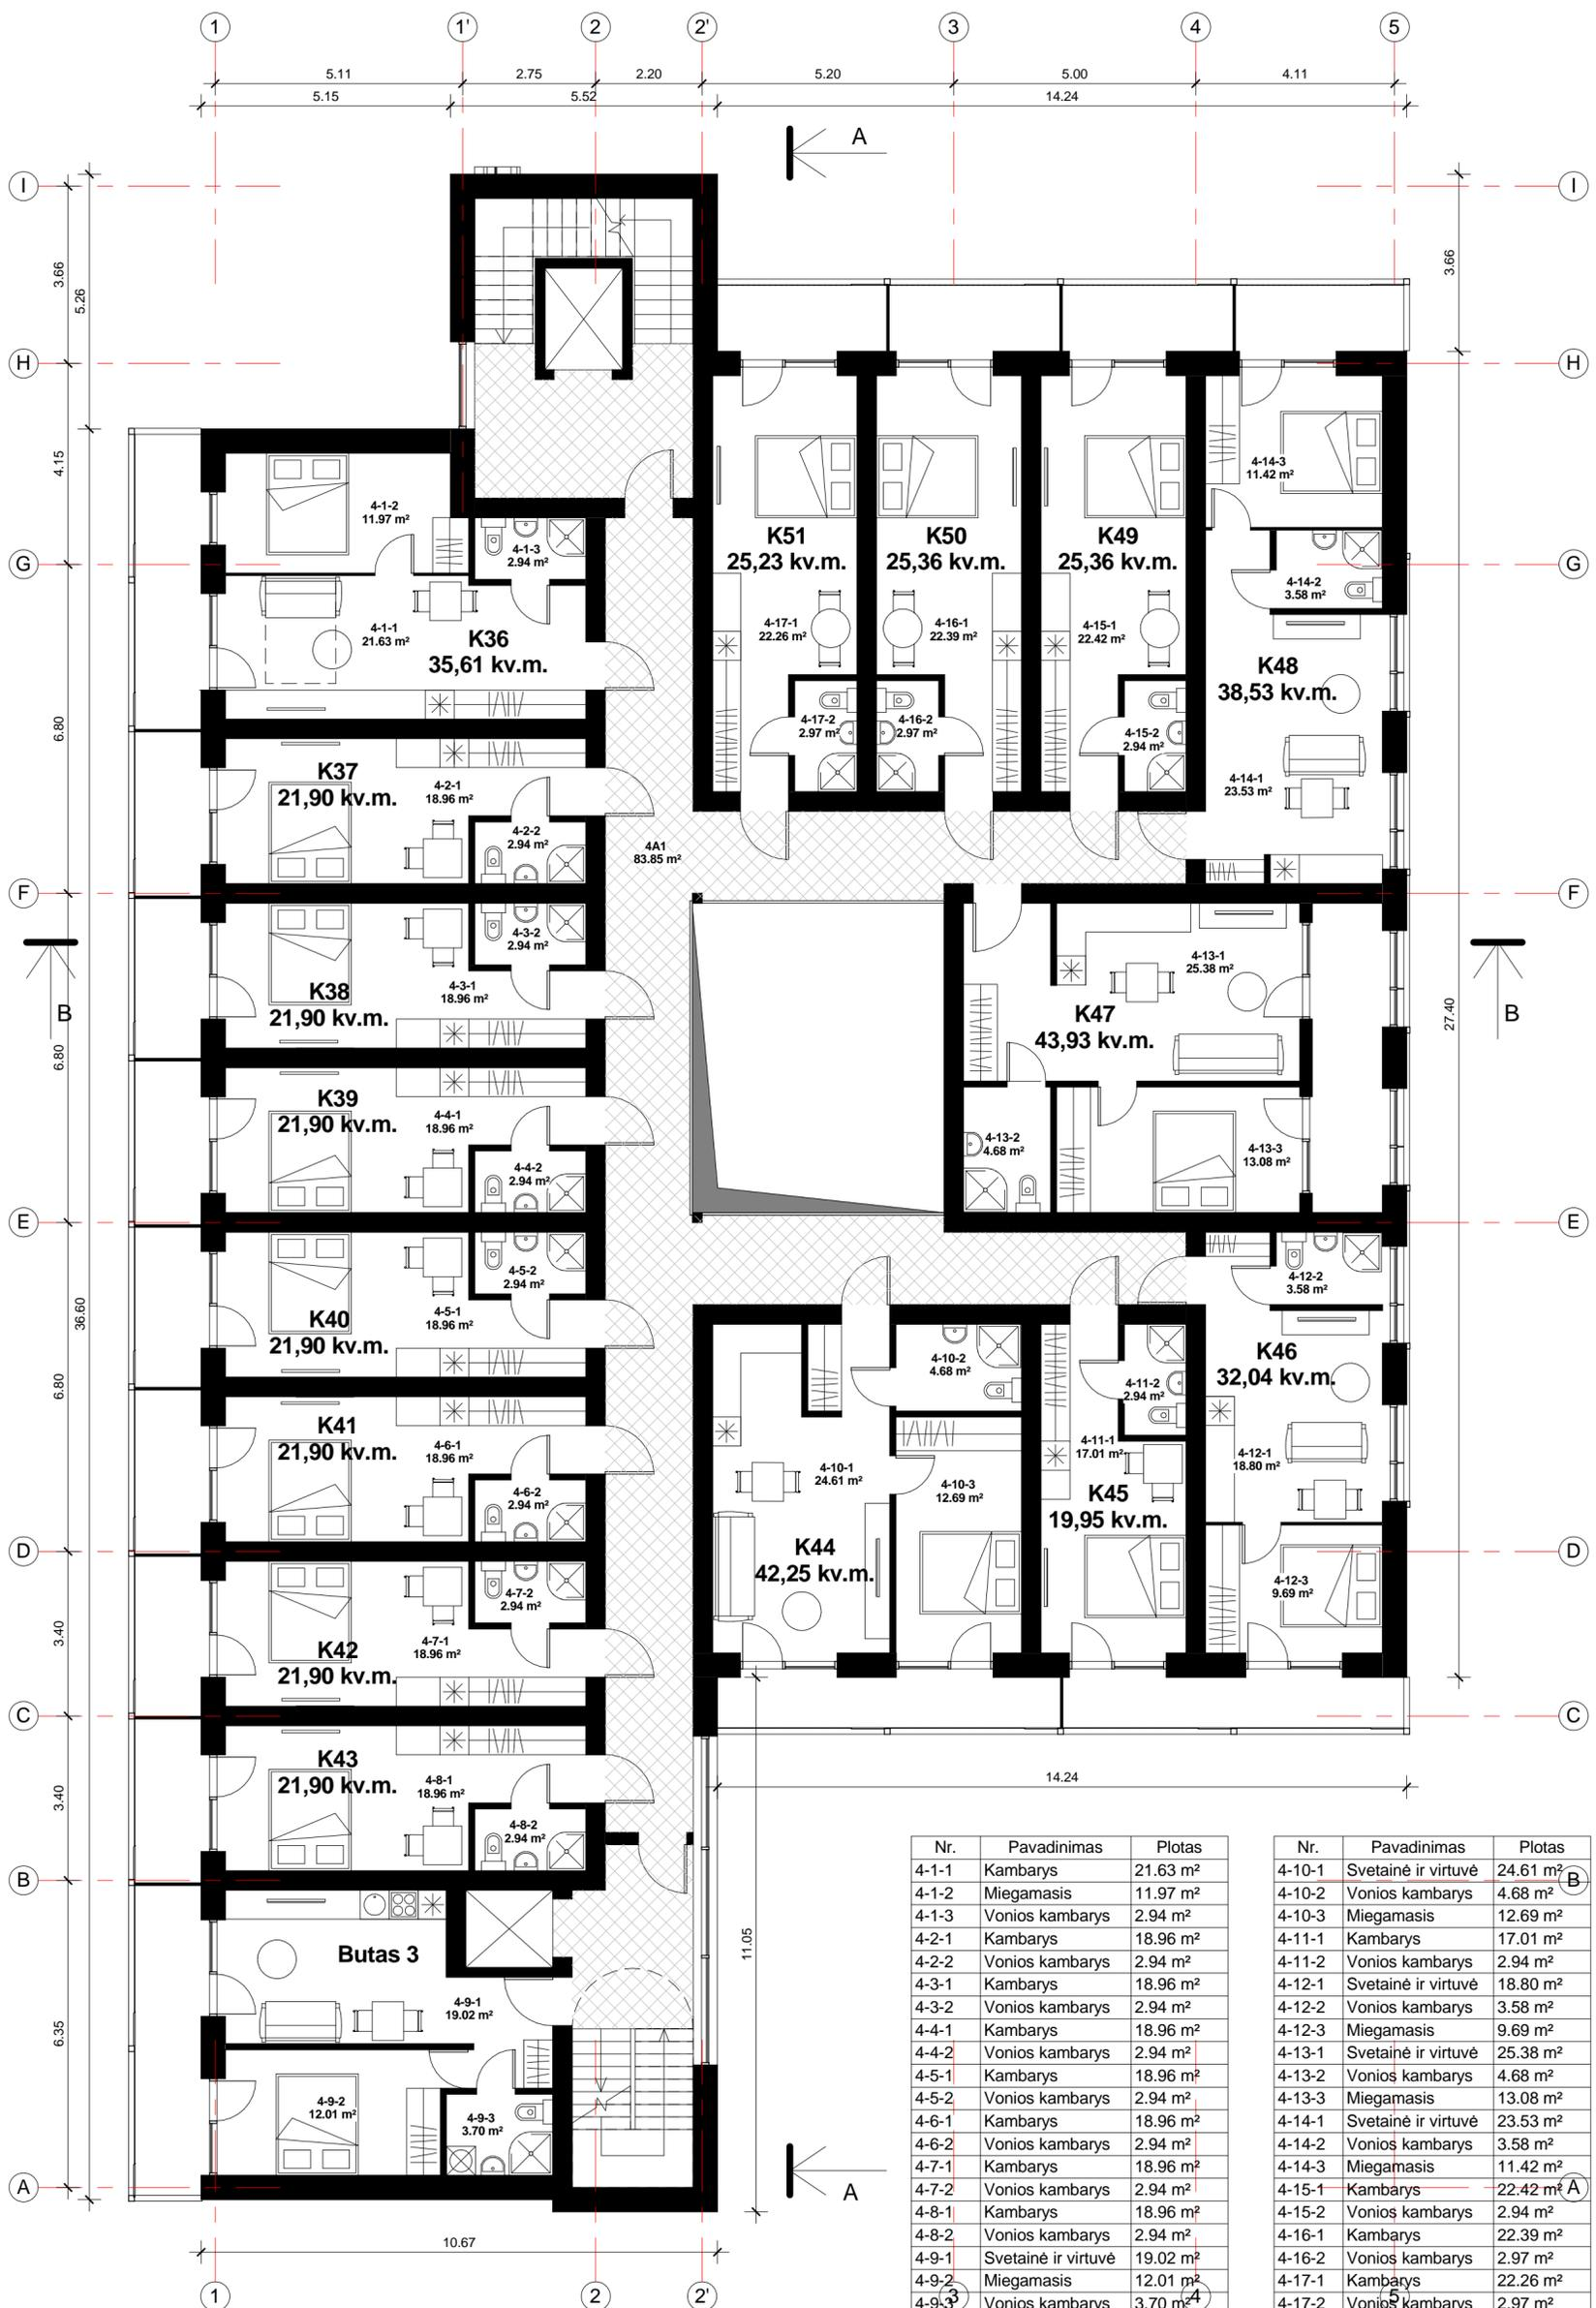 1 1' 2 2' 3 4 5
5.11 2.75 2.20 5.20 5.00 4.11
5.15 5.52 14.24
A
I I
3.66 5.26 3.66
H H
4.15
4-1-2
11.97 m²
4-1-3
2.94 m²
G G
4-1-1
21.63 m²
K36
35,61 kv.m.
K51
25,23 kv.m.
K50
25,36 kv.m.
K49
25,36 kv.m.
4-14-3
11.42 m²
4-14-2
3.58 m²
4-17-1
22.26 m²
4-16-1
22.39 m²
4-15-1
22.42 m²
K48
38,53 kv.m.
4-17-2
2.97 m²
4-16-2
2.97 m²
4-15-2
2.94 m²
4-14-1
23.53 m²
6.80
K37
21,90 kv.m.
4-2-1
18.96 m²
4-2-2
2.94 m²
4A1
83.85 m²
F F
4-3-2
2.94 m²
K38
21,90 kv.m.
4-3-1
18.96 m²
4-13-1
25.38 m²
K47
43,93 kv.m.
B B
27.40
6.80
K39
21,90 kv.m.
4-4-1
18.96 m²
4-4-2
2.94 m²
4-13-2
4.68 m²
4-13-3
13.08 m²
E E
36.60
4-5-2
2.94 m²
K40
21,90 kv.m.
4-5-1
18.96 m²
4-12-2
3.58 m²
4-10-2
4.68 m²
4-11-2
2.94 m²
K46
32,04 kv.m.
6.80
K41
21,90 kv.m.
4-6-1
18.96 m²
4-6-2
2.94 m²
4-10-1
24.61 m²
4-10-3
12.69 m²
4-11-1
17.01 m²
K45
19,95 kv.m.
4-12-1
18.80 m²
D D
K44
42,25 kv.m.
4-12-3
9.69 m²
3.40
4-7-2
2.94 m²
K42
21,90 kv.m.
4-7-1
18.96 m²
C C
3.40
K43
21,90 kv.m.
4-8-1
18.96 m²
4-8-2
2.94 m²
14.24
B
11.05
Butas 3
4-9-1
19.02 m²
6.35
4-9-2
12.01 m²
4-9-3
3.70 m²
A A
10.67
1 2 2'
Nr. Pavadinimas Plotas
4-1-1 Kambarys 21.63 m²
4-1-2 Miegamasis 11.97 m²
4-1-3 Vonios kambarys 2.94 m²
4-2-1 Kambarys 18.96 m²
4-2-2 Vonios kambarys 2.94 m²
4-3-1 Kambarys 18.96 m²
4-3-2 Vonios kambarys 2.94 m²
4-4-1 Kambarys 18.96 m²
4-4-2 Vonios kambarys 2.94 m²
4-5-1 Kambarys 18.96 m²
4-5-2 Vonios kambarys 2.94 m²
4-6-1 Kambarys 18.96 m²
4-6-2 Vonios kambarys 2.94 m²
4-7-1 Kambarys 18.96 m²
4-7-2 Vonios kambarys 2.94 m²
4-8-1 Kambarys 18.96 m²
4-8-2 Vonios kambarys 2.94 m²
4-9-1 Svetainė ir virtuvė 19.02 m²
4-9-2 Miegamasis 12.01 m²
4-9-3 Vonios kambarys 3.70 m²
3 4
Nr. Pavadinimas Plotas
4-10-1 Svetainė ir virtuvė 24.61 m²
4-10-2 Vonios kambarys 4.68 m²
4-10-3 Miegamasis 12.69 m²
4-11-1 Kambarys 17.01 m²
4-11-2 Vonios kambarys 2.94 m²
4-12-1 Svetainė ir virtuvė 18.80 m²
4-12-2 Vonios kambarys 3.58 m²
4-12-3 Miegamasis 9.69 m²
4-13-1 Svetainė ir virtuvė 25.38 m²
4-13-2 Vonios kambarys 4.68 m²
4-13-3 Miegamasis 13.08 m²
4-14-1 Svetainė ir virtuvė 23.53 m²
4-14-2 Vonios kambarys 3.58 m²
4-14-3 Miegamasis 11.42 m²
4-15-1 Kambarys 22.42 m²
4-15-2 Vonios kambarys 2.94 m²
4-16-1 Kambarys 22.39 m²
4-16-2 Vonios kambarys 2.97 m²
4-17-1 Kambarys 22.26 m²
4-17-2 Vonios kambarys 2.97 m²
B
A
5